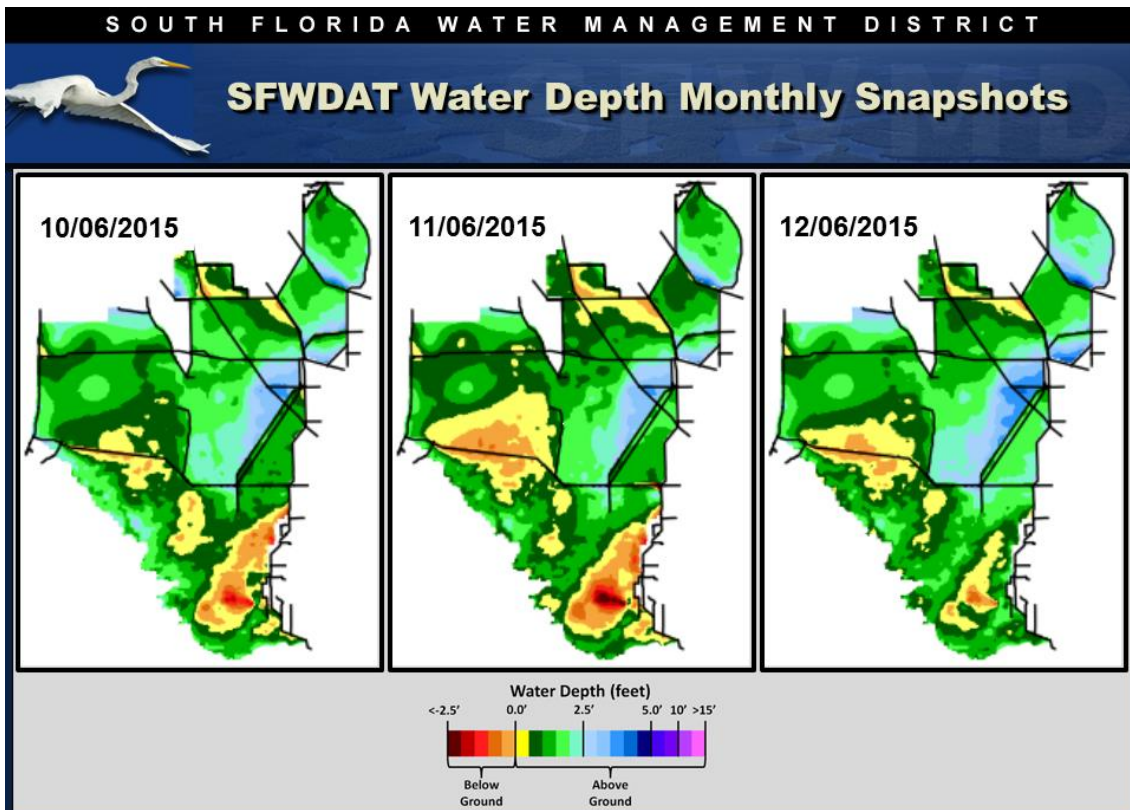 SOUTH FLORIDA WATER MANAGEMENT DISTRICT
SFWDAT Water Depth Monthly Snapshots
10/06/2015
11/06/2015
12/06/2015
Water Depth (feet)
<-2.5' 0.0' 2.5' 5.0' 10' >15'
Below
Ground
Above
Ground